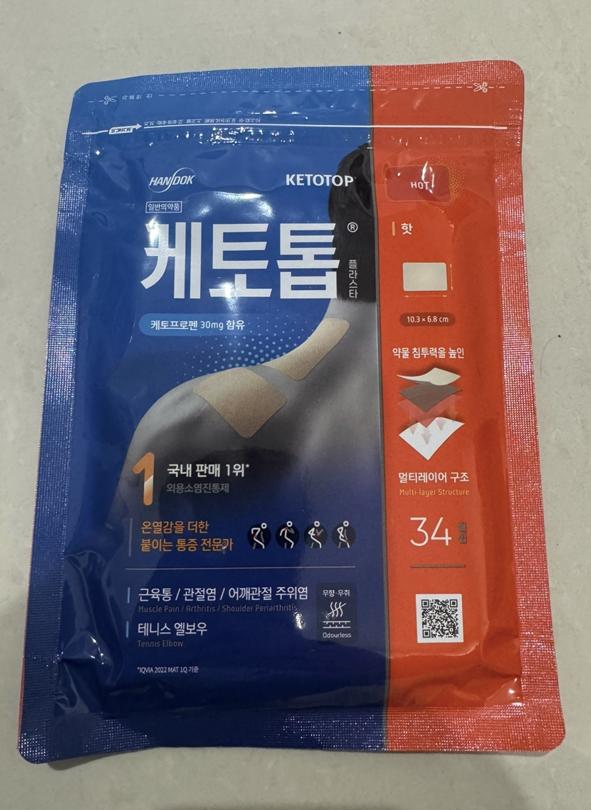 HANDOK
KETOTOP
HOT
일반의약품
케토톱®
플라스타
핫
케토프로펜 30mg 함유
10.3 × 6.8 cm
약물 침투력을 높인
멀티레이어 구조
Multi-layer Structure
1 국내 판매 1위*
외용소염진통제
온열감을 더한
붙이는 통증 전문가
34
근육통 / 관절염 / 어깨관절 주위염
Muscle Pain / Arthritis / Shoulder Periarthritis
테니스 엘보우
Tennis Elbow
무향·무취
Odourless
*IQVIA 2022 MAT 1Q 기준